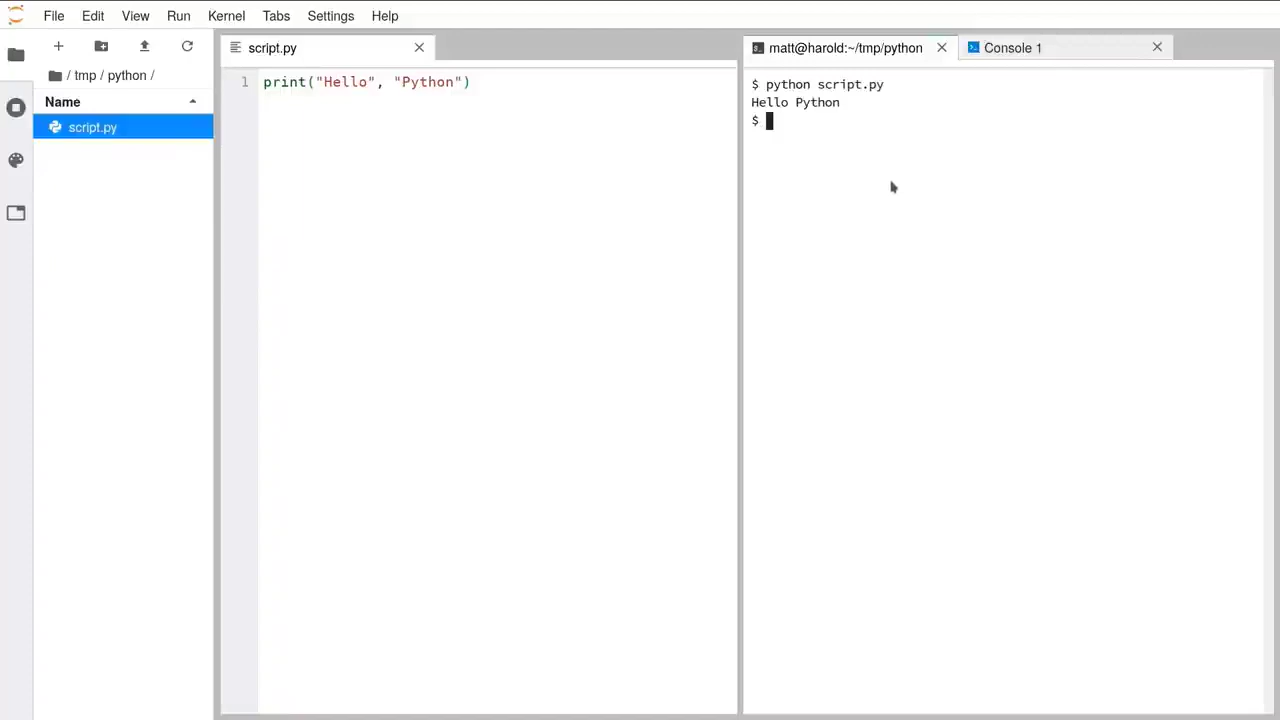 File Edit View Run Kernel Tabs Settings Help
/ tmp / python /
Name
script.py
script.py
1 print("Hello", "Python")
matt@harold:~/tmp/python
Console 1
$ python script.py
Hello Python
$